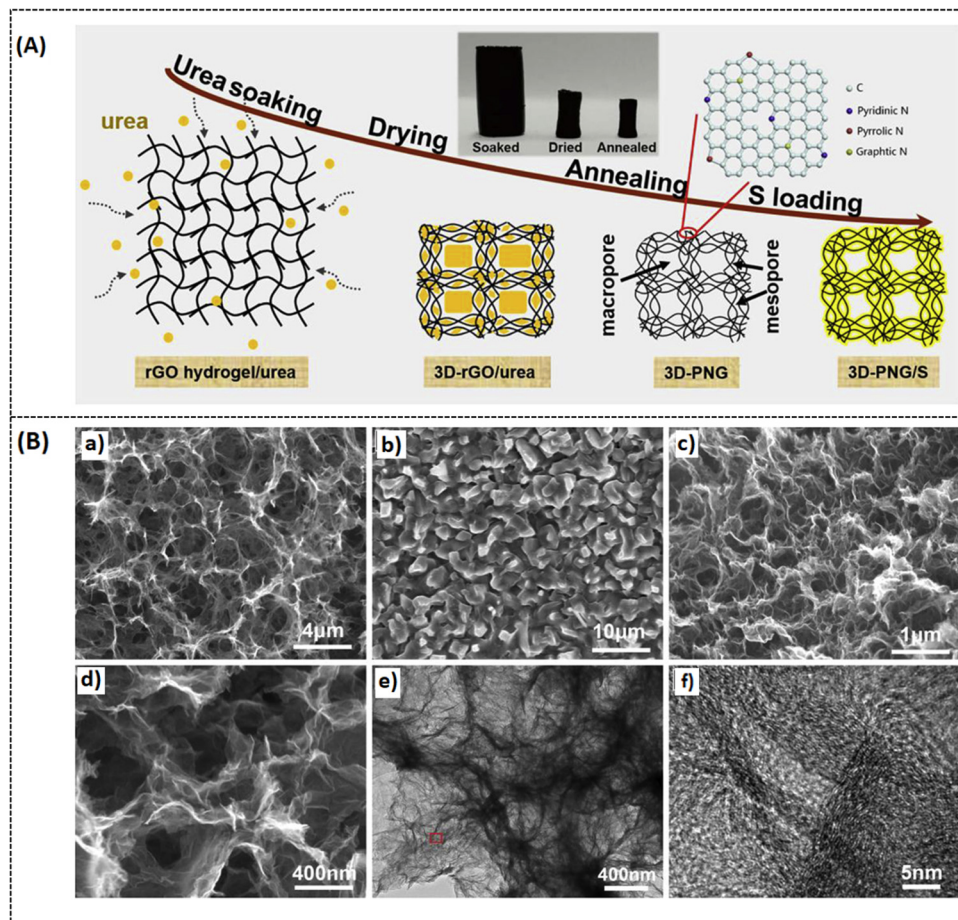 (A)
Urea soaking
urea
Drying
Annealing
S loading
Soaked
Dried
Annealed
C
Pyridinic N
Pyrrolic N
Graphtic N
macropore
mesopore
rGO hydrogel/urea
3D-rGO/urea
3D-PNG
3D-PNG/S
(B)
a)
4μm
b)
10μm
c)
1μm
d)
400nm
e)
400nm
f)
5nm